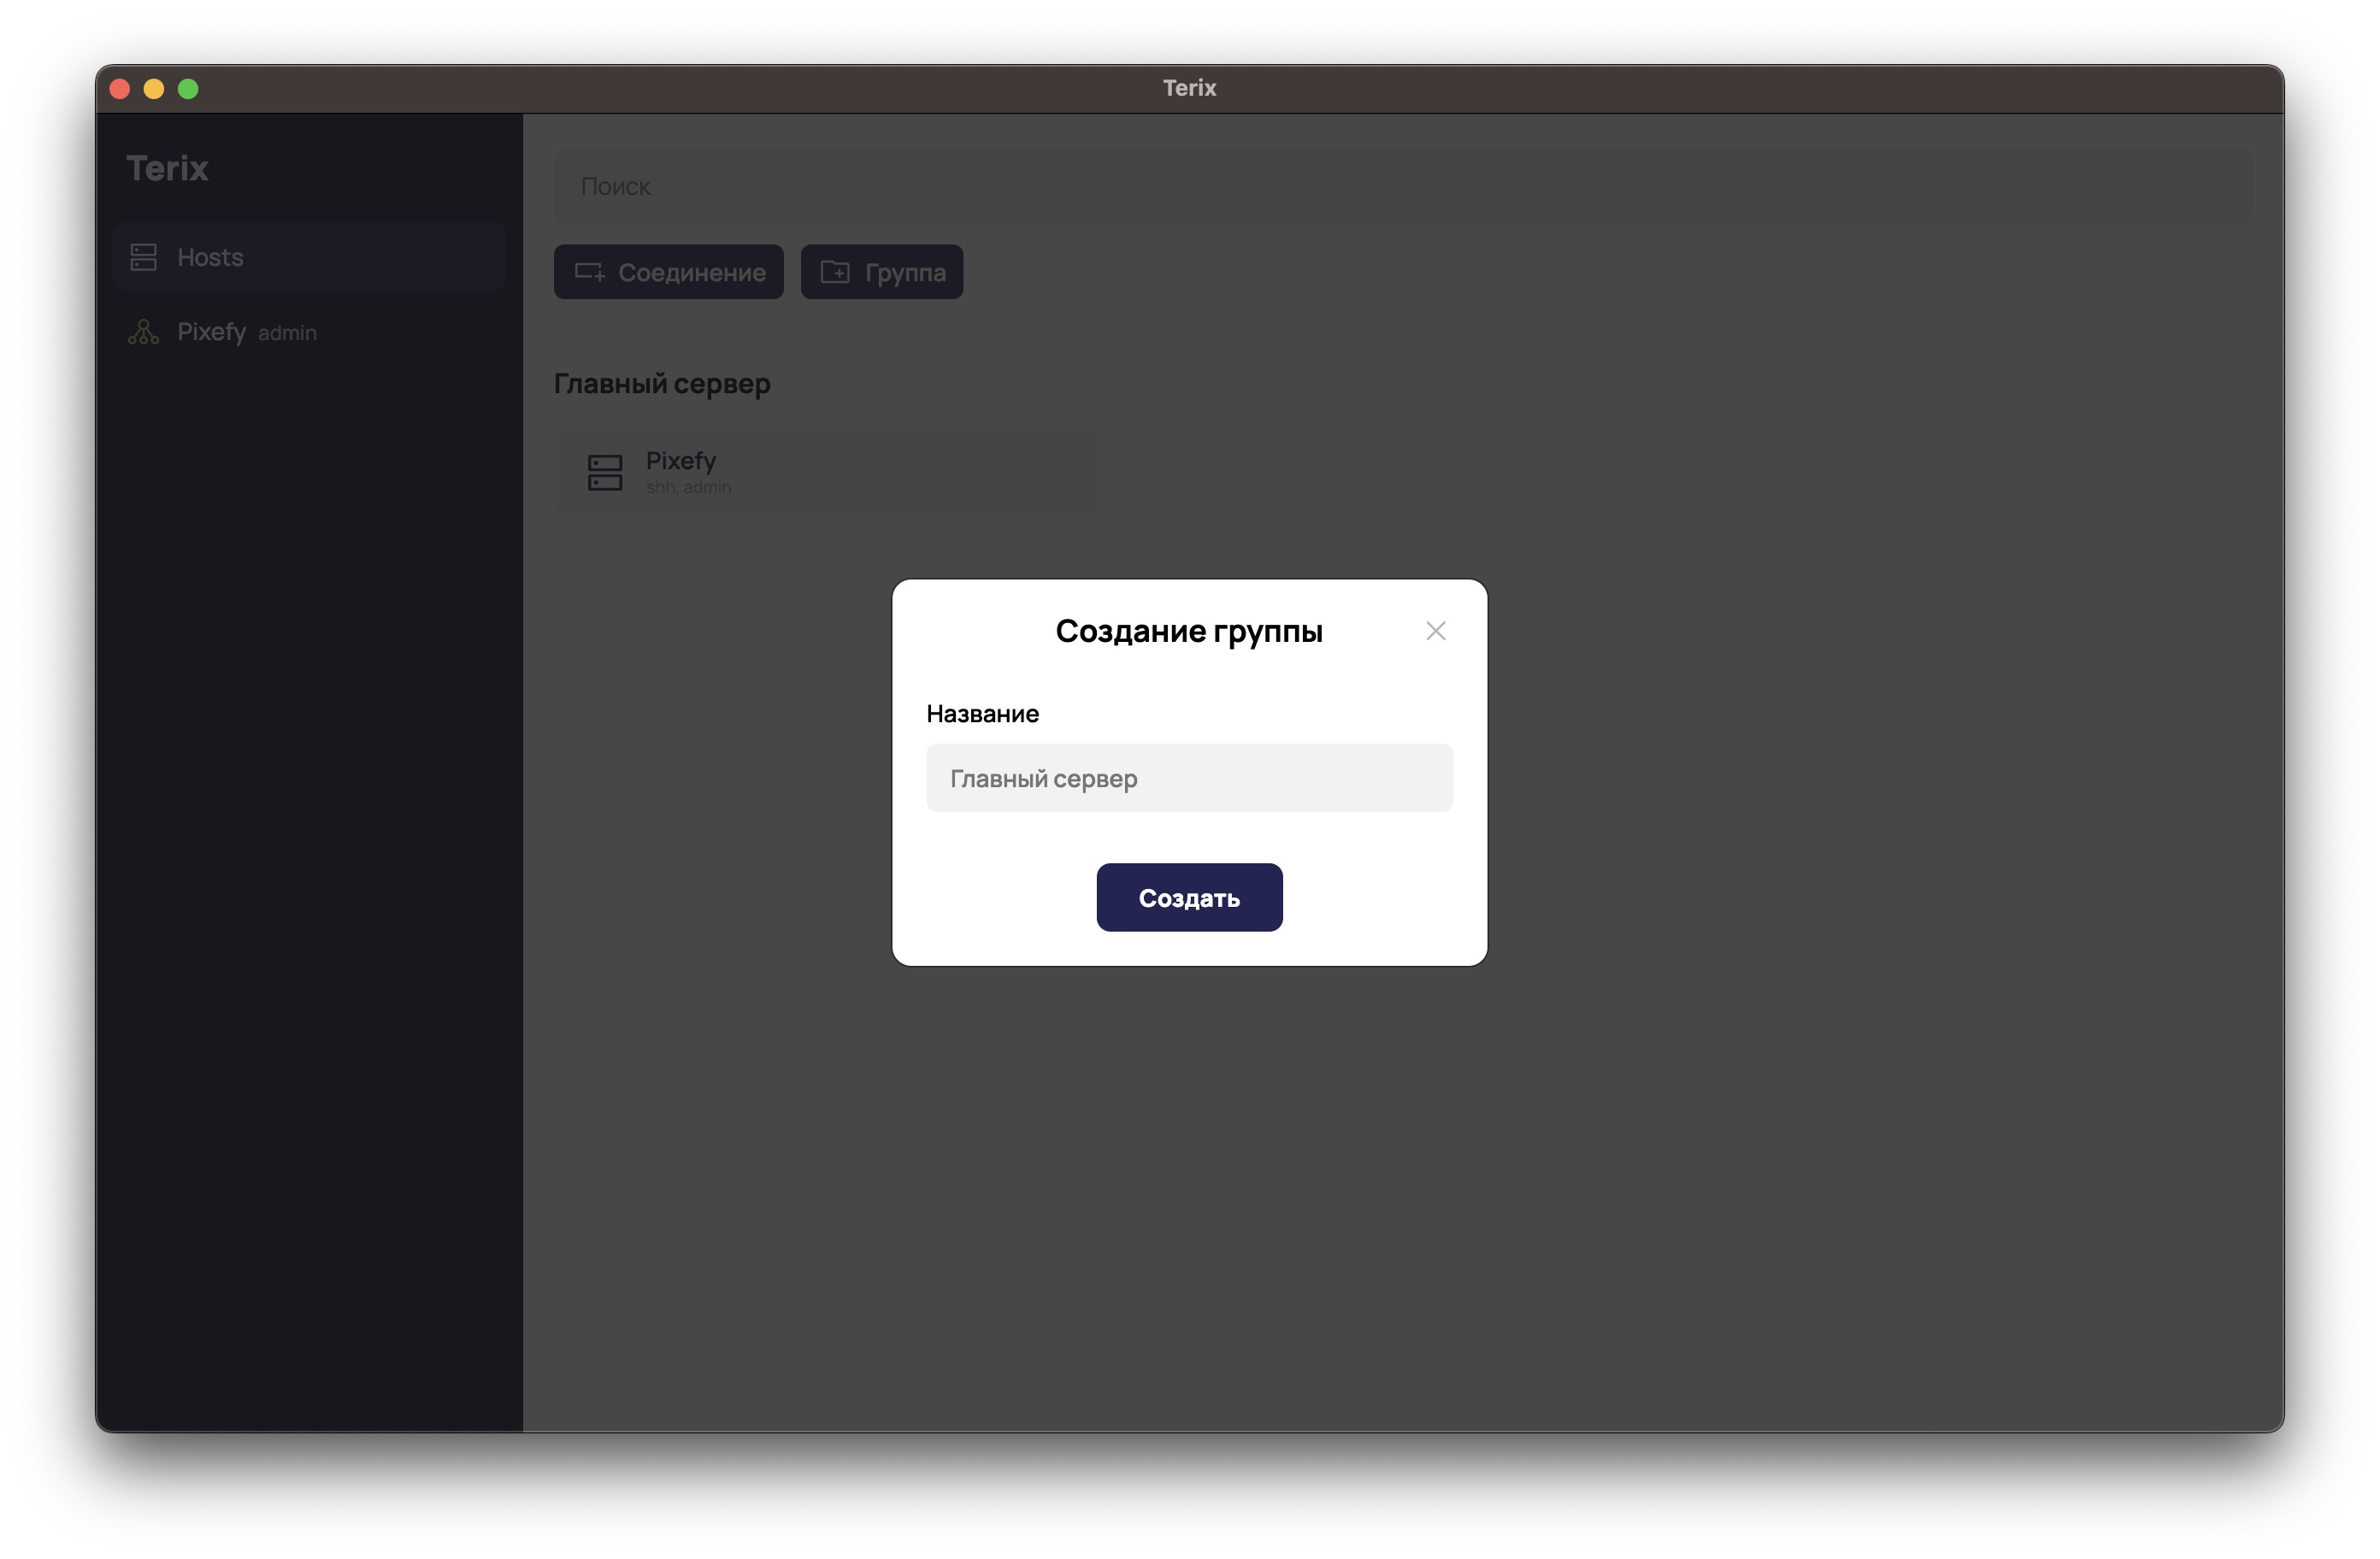 Terix
Terix
Hosts
Pixefy admin
Поиск
Соединение
Группа
Главный сервер
Pixefy
shh, admin
Создание группы
Название
Главный сервер
Создать